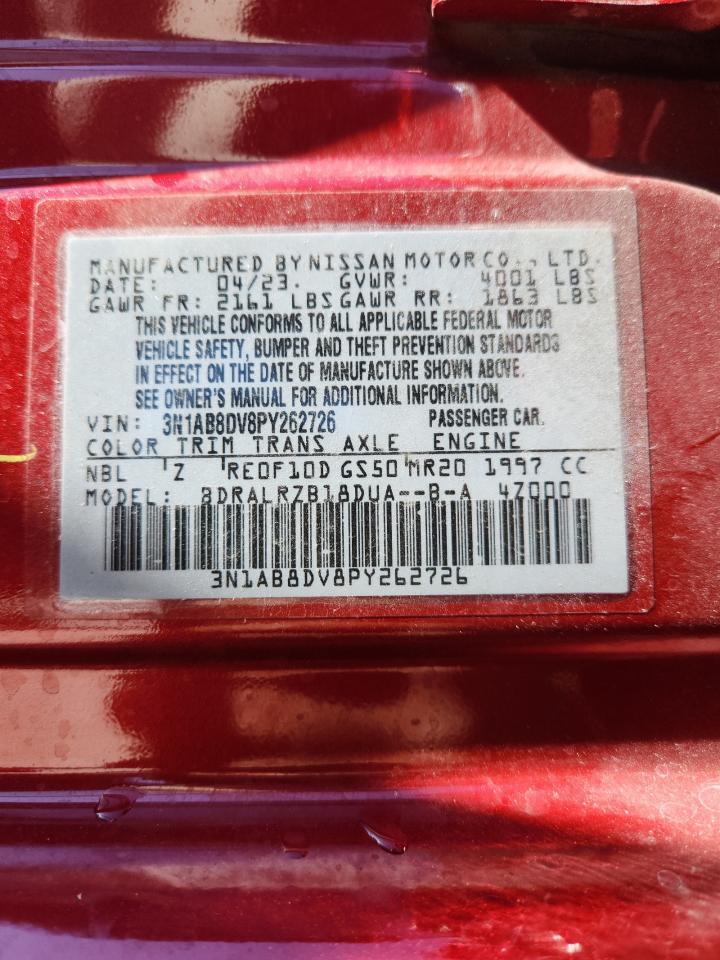 MANUFACTURED BY NISSAN MOTOR CO., LTD.
DATE: 04/23. GVWR: 4001 LBS
GAWR FR: 2161 LBS GAWR RR: 1863 LBS
THIS VEHICLE CONFORMS TO ALL APPLICABLE FEDERAL MOTOR
VEHICLE SAFETY, BUMPER AND THEFT PREVENTION STANDARDS
IN EFFECT ON THE DATE OF MANUFACTURE SHOWN ABOVE.
SEE OWNER'S MANUAL FOR ADDITIONAL INFORMATION.
VIN: 3N1AB8DV8PY262726 PASSENGER CAR.
COLOR TRIM TRANS AXLE ENGINE
NBL Z RE0F10D GS50 MR20 1997 CC
MODEL: BDRALRZB18DUA--B-A 4Z000
3N1AB8DV8PY262726